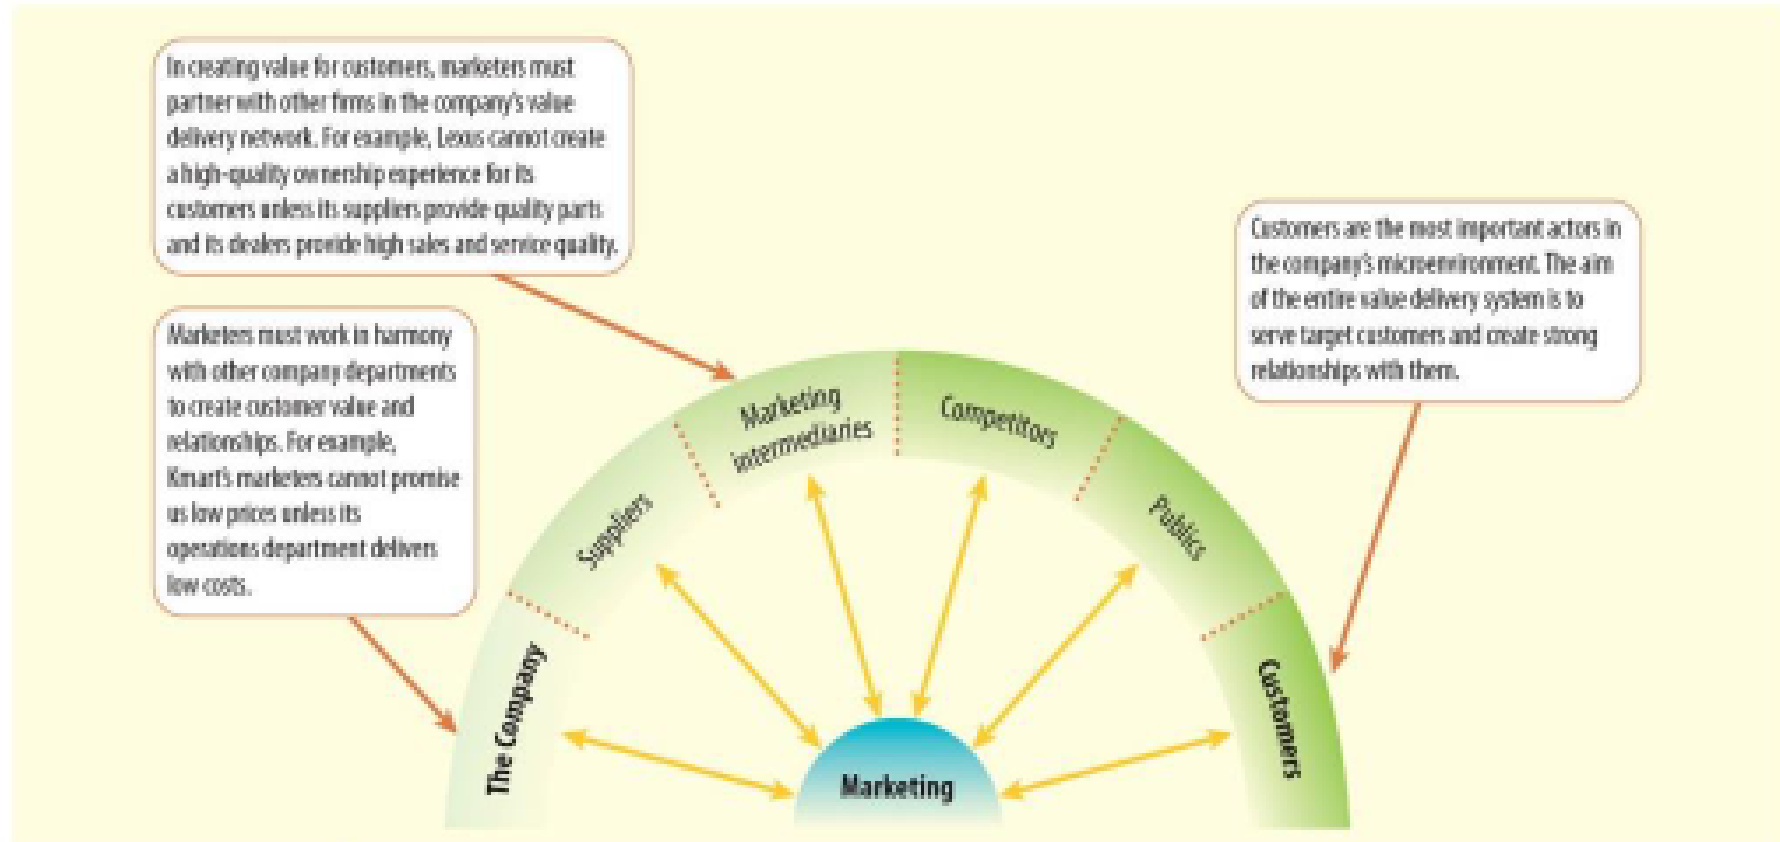 In creating value for customers, marketers must
partner with other firms in the company's value
delivery network. For example, Lexus cannot create
a high-quality ownership experience for its
customers unless its suppliers provide quality parts
and its dealers provide high sales and service quality.
Marketers must work in harmony
with other company departments
to create customer value and
relationships. For example,
Kmart's marketers cannot promise
us low prices unless its
operations department delivers
low costs.
Customers are the most important actors in
the company's microenvironment. The aim
of the entire value delivery system is to
serve target customers and create strong
relationships with them.
The Company
Suppliers
Marketing
intermediaries
Competitors
Publics
Customers
Marketing